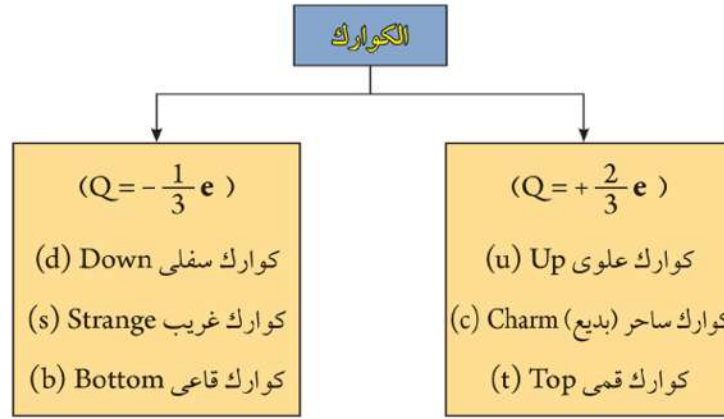 الكوارك
(Q = + 2/3 e)
كوارك علوى Up (u)
كوارك ساحر (بديع) Charm (c)
كوارك قمى Top (t)
(Q = - 1/3 e)
كوارك سفلى Down (d)
كوارك غريب Strange (s)
كوارك قاعى Bottom (b)